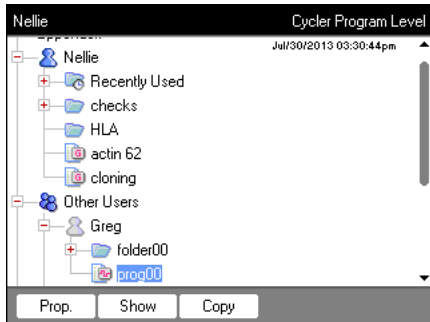 Nellie Cycler Program Level
Jul/30/2013 03:30:44pm
Nellie
Recently Used
checks
HLA
actin 62
cloning
Other Users
Greg
folder00
prog00
Prop. Show Copy